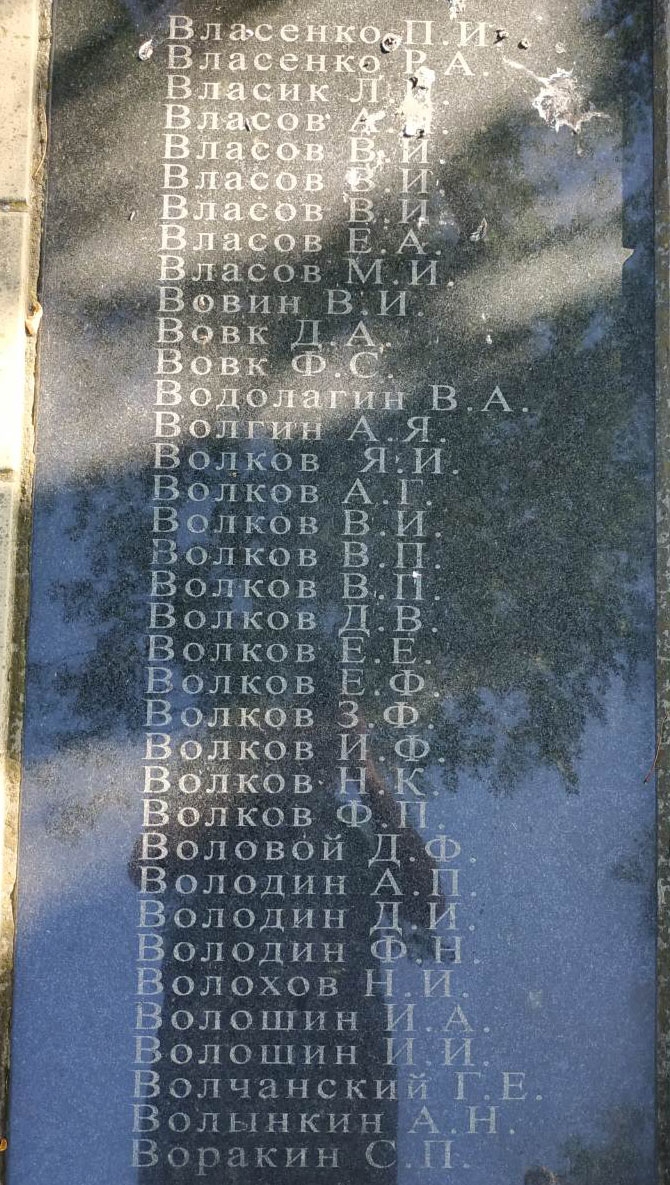 Власенко П.И.
Власенко Р.А.
Власик
Власов
Власов В.И.
Власов В.И.
Власов В.И.
Власов Е.А.
Власов М.И.
Вовин В.И.
Вовк Д.А.
Вовк Ф.С.
Водолагин В.А.
Волгин А.Я.
Волков Я.И.
Волков А.Г.
Волков В.И.
Волков В.П.
Волков В.П.
Волков Д.В.
Волков Е.Е.
Волков Е.Ф.
Волков З.Ф.
Волков И.Ф.
Волков Н.К.
Волков Ф.П.
Воловой Д.Ф.
Володин А.П.
Володин Д.И.
Володин Ф.Н.
Волохов Н.И.
Волошин И.А.
Волошин И.И.
Волчанский Г.Е.
Волынкин А.Н.
Воракин С.П.